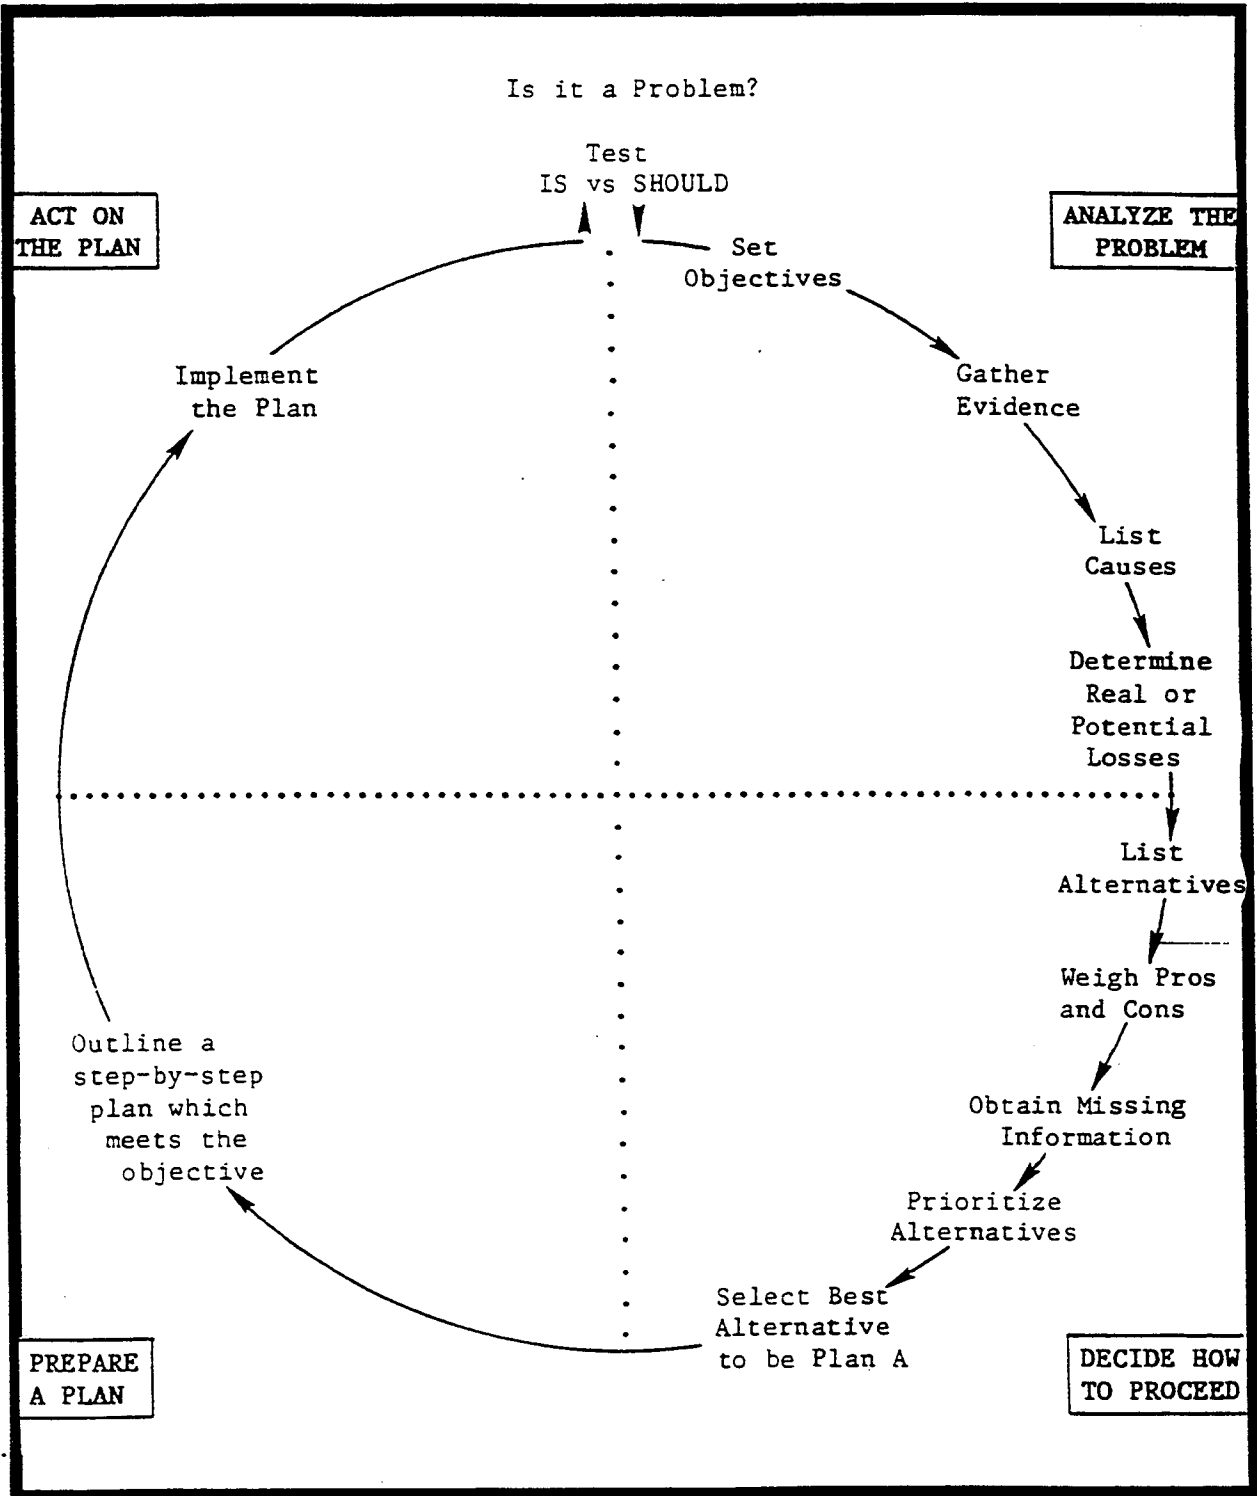 Is it a Problem?
Test
IS vs SHOULD
ACT ON
THE PLAN
ANALYZE THE
PROBLEM
Set
Objectives
Gather
Evidence
List
Causes
Determine
Real or
Potential
Losses
List
Alternatives
Weigh Pros
and Cons
Obtain Missing
Information
Prioritize
Alternatives
Select Best
Alternative
to be Plan A
DECIDE HOW
TO PROCEED
PREPARE
A PLAN
Outline a
step-by-step
plan which
meets the
objective
Implement
the Plan